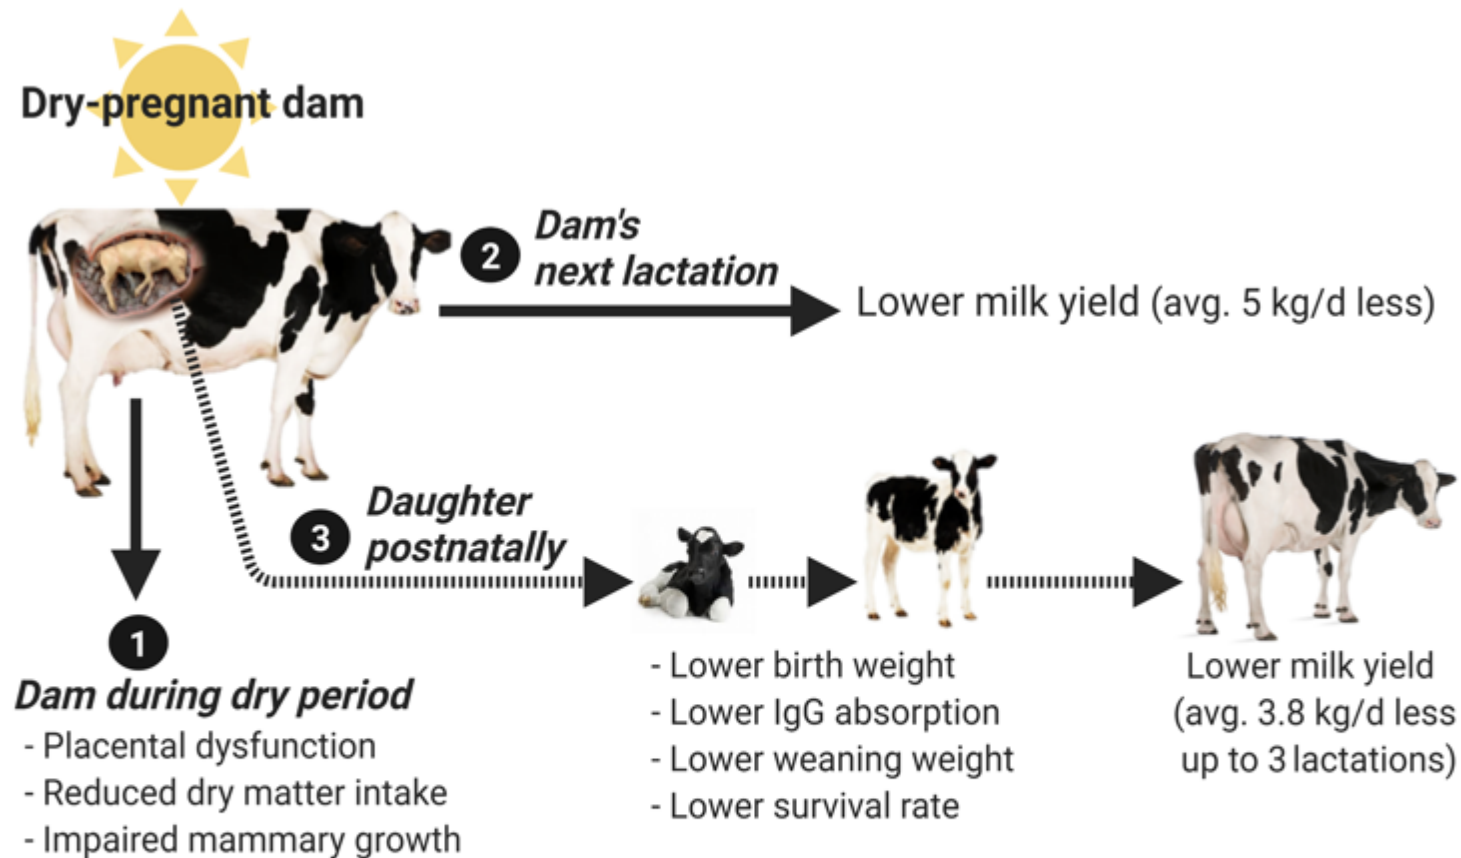 Dry-pregnant dam
2
Dam's
next lactation
Lower milk yield (avg. 5 kg/d less)
3
Daughter
postnatally
1
Dam during dry period
- Placental dysfunction
- Reduced dry matter intake
- Impaired mammary growth
- Lower birth weight
- Lower IgG absorption
- Lower weaning weight
- Lower survival rate
Lower milk yield
(avg. 3.8 kg/d less
up to 3 lactations)